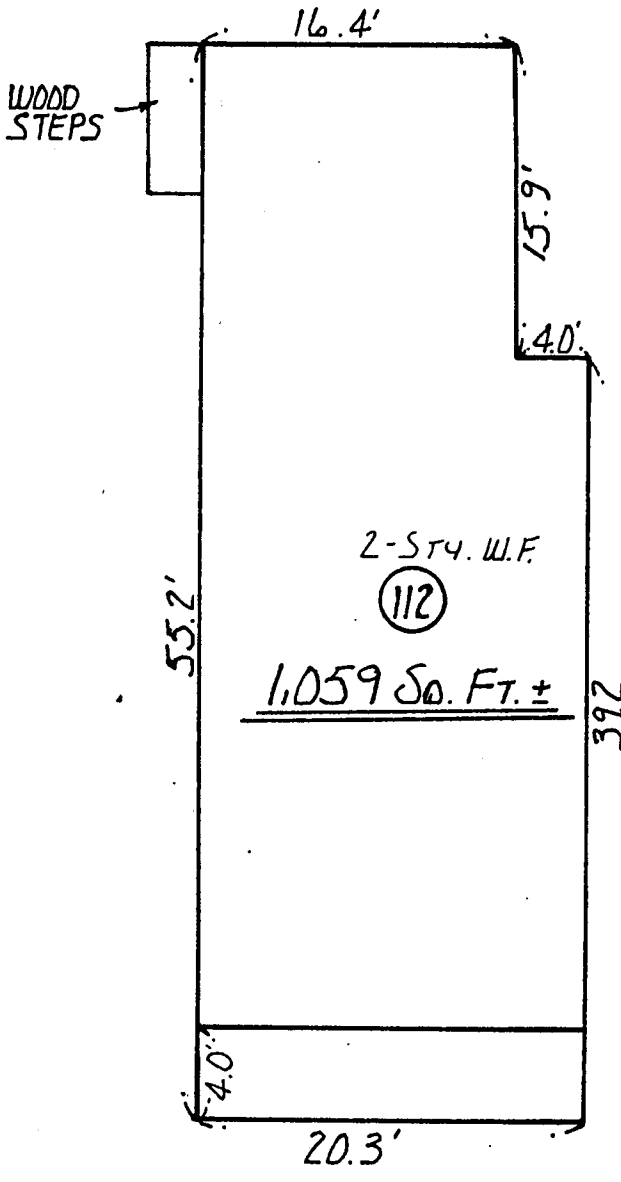 16.4'
WOOD
STEPS
15.9'
4.0'
2-STY. W.F.
112
55.2'
1,059 SQ. FT. ±
39.2
4.0'
20.3'